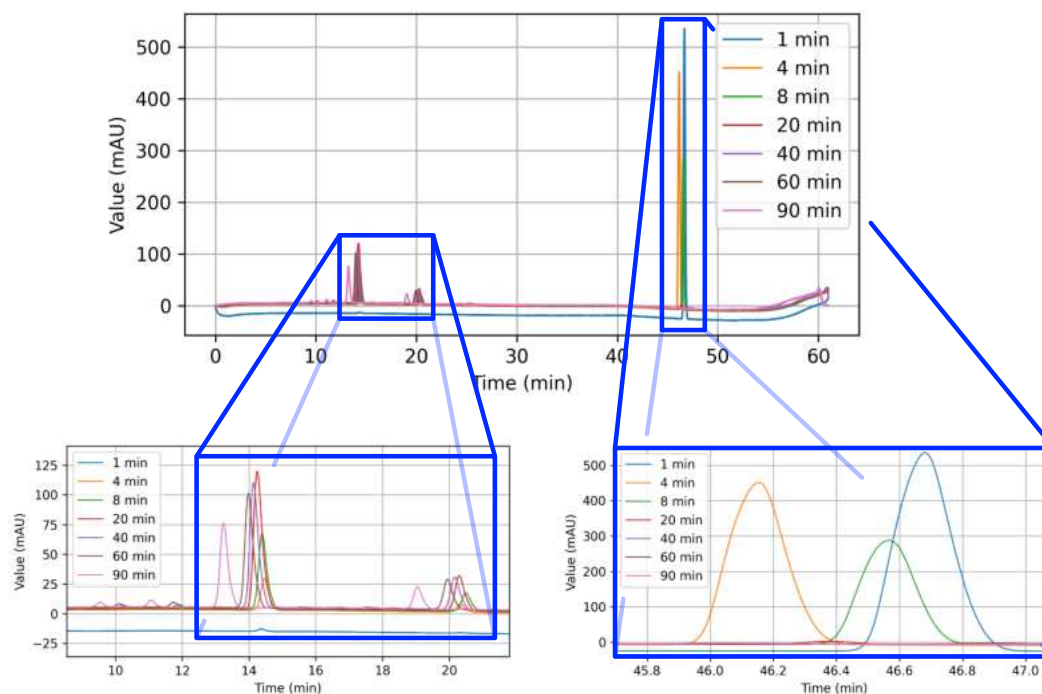 Value (mAU)
500
400
300
200
100
0
1 min
4 min
8 min
20 min
40 min
60 min
90 min
0 10 20 30 40 50 60
Time (min)
Value (mAU)
125
100
75
50
25
0
−25
1 min
4 min
8 min
20 min
40 min
60 min
90 min
10 12 14 16 18 20
Time (min)
Value (mAU)
500
400
300
200
100
0
1 min
4 min
8 min
20 min
40 min
60 min
90 min
45.8 46.0 46.2 46.4 46.6 46.8 47.0
Time (min)